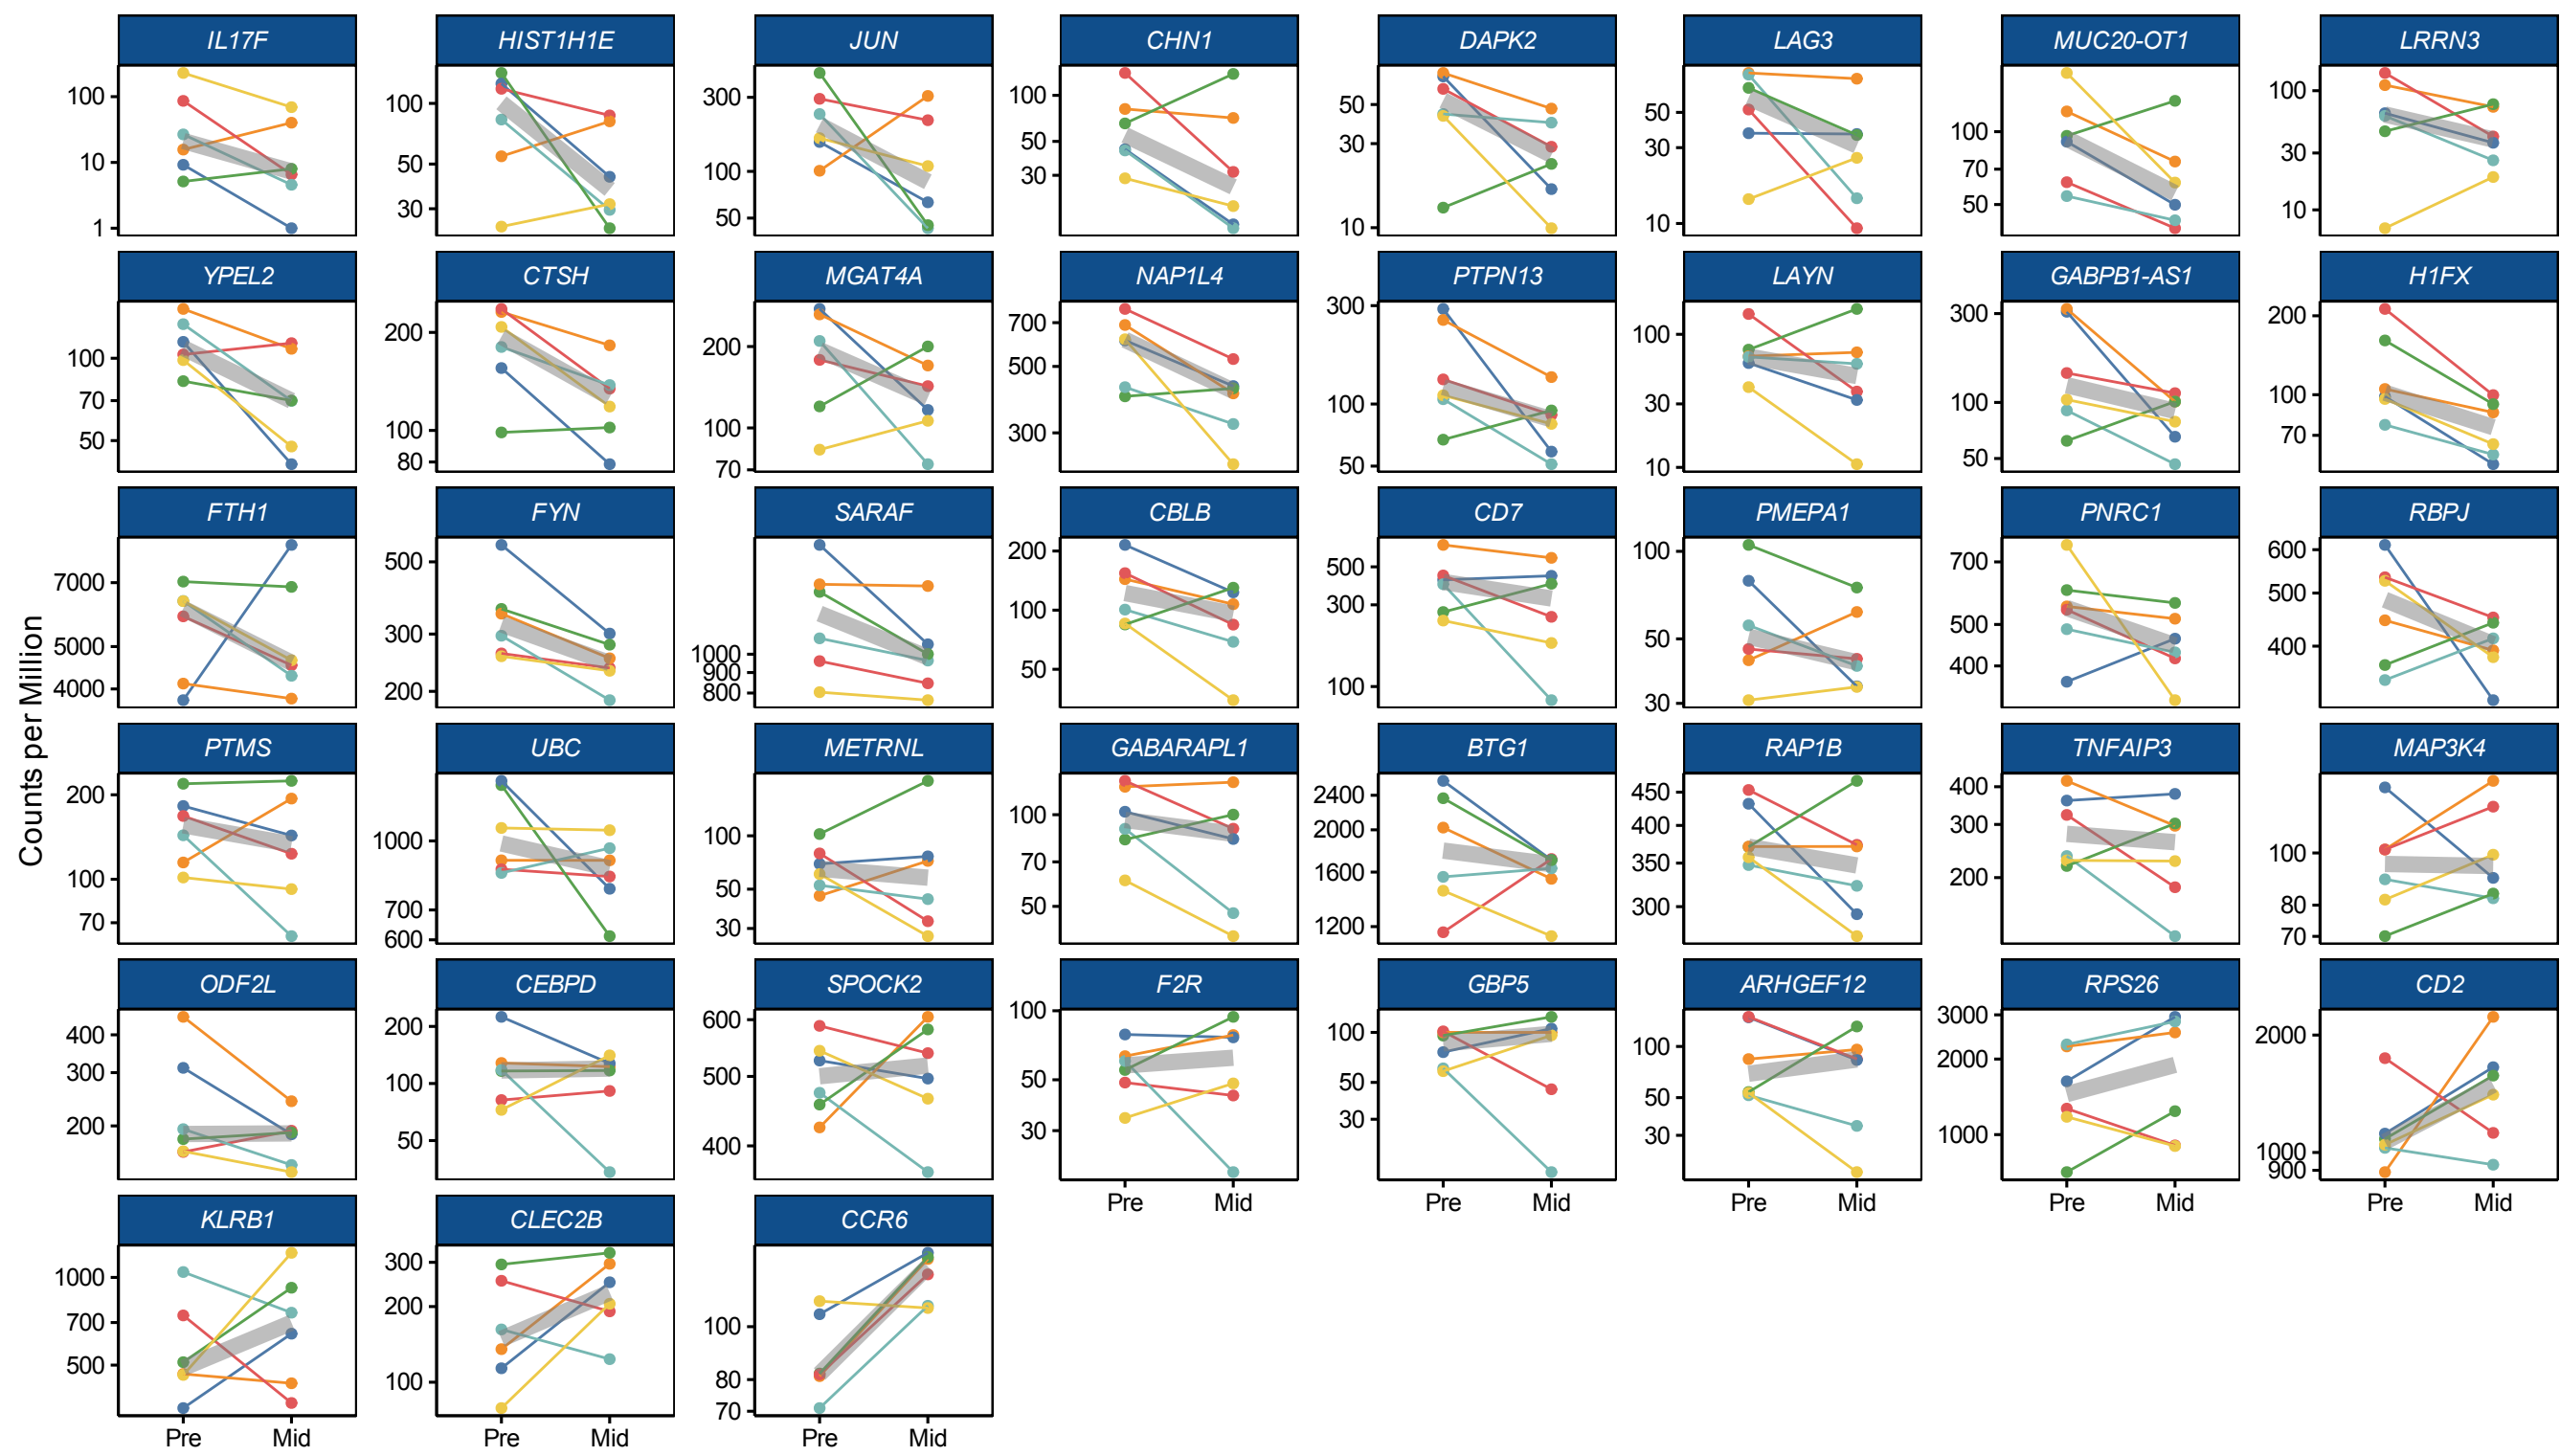 IL17F HIST1H1E JUN CHN1 DAPK2 LAG3 MUC20-OT1 LRRN3
100 10 1
100 50 30
300 100 50
100 50 30
50 30 10
50 30 10
100 70 50
100 30 10
YPEL2 CTSH MGAT4A NAP1L4 PTPN13 LAYN GABPB1-AS1 H1FX
100 70 50
200 100 80
200 100 70
700 500 300
300 100 50
100 30 10
300 100 50
200 100 70
FTH1 FYN SARAF CBLB CD7 PMEPA1 PNRC1 RBPJ
7000 5000 4000
500 300 200
1000 900 800
200 100 50
500 300 100
100 50 30
700 500 400
600 500 400
Counts per Million
PTMS UBC METRNL GABARAPL1 BTG1 RAP1B TNFAIP3 MAP3K4
200 100 70
1000 700 600
100 50 30
100 70 50
2400 2000 1600 1200
450 400 350 300
400 300 200
100 80 70
ODF2L CEBPD SPOCK2 F2R GBP5 ARHGEF12 RPS26 CD2
400 300 200
200 100 50
600 500 400
100 50 30
100 50 30
100 50 30
3000 2000 1000
2000 1000 900
Pre Mid Pre Mid Pre Mid Pre Mid Pre Mid
KLRB1 CLEC2B CCR6
1000 700 500
300 200 100
100 80 70
Pre Mid Pre Mid Pre Mid